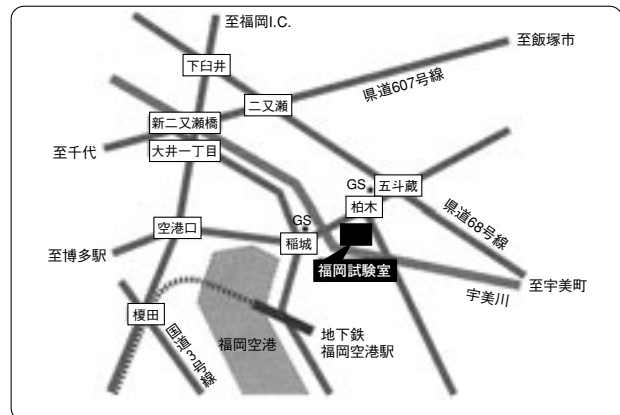 至福岡I.C.
至飯塚市
下臼井
県道607号線
二又瀬
新二又瀬橋
至千代
大井一丁目
GS
五斗蔵
柏木
県道68号線
GS
空港口
稲城
至博多駅
福岡試験室
至宇美町
宇美川
榎田
国道3号線
福岡空港
地下鉄
福岡空港駅